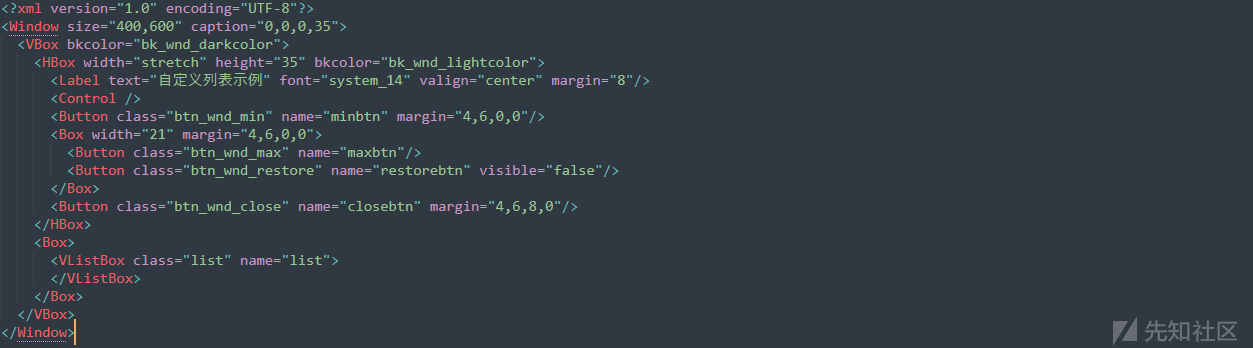 <?xml version="1.0" encoding="UTF-8"?>
<Window size="400,600" caption="0,0,0,35">
  <VBox bkcolor="bk_wnd_darkcolor">
    <HBox width="stretch" height="35" bkcolor="bk_wnd_lightcolor">
      <Label text="自定义列表示例" font="system_14" valign="center" margin="8"/>
      <Control />
      <Button class="btn_wnd_min" name="minbtn" margin="4,6,0,0"/>
      <Box width="21" margin="4,6,0,0">
        <Button class="btn_wnd_max" name="maxbtn"/>
        <Button class="btn_wnd_restore" name="restorebtn" visible="false"/>
      </Box>
      <Button class="btn_wnd_close" name="closebtn" margin="4,6,8,0"/>
    </HBox>
    <Box>
      <VListBox class="list" name="list">
      </VListBox>
    </Box>
  </VBox>
</Window>
先知社区